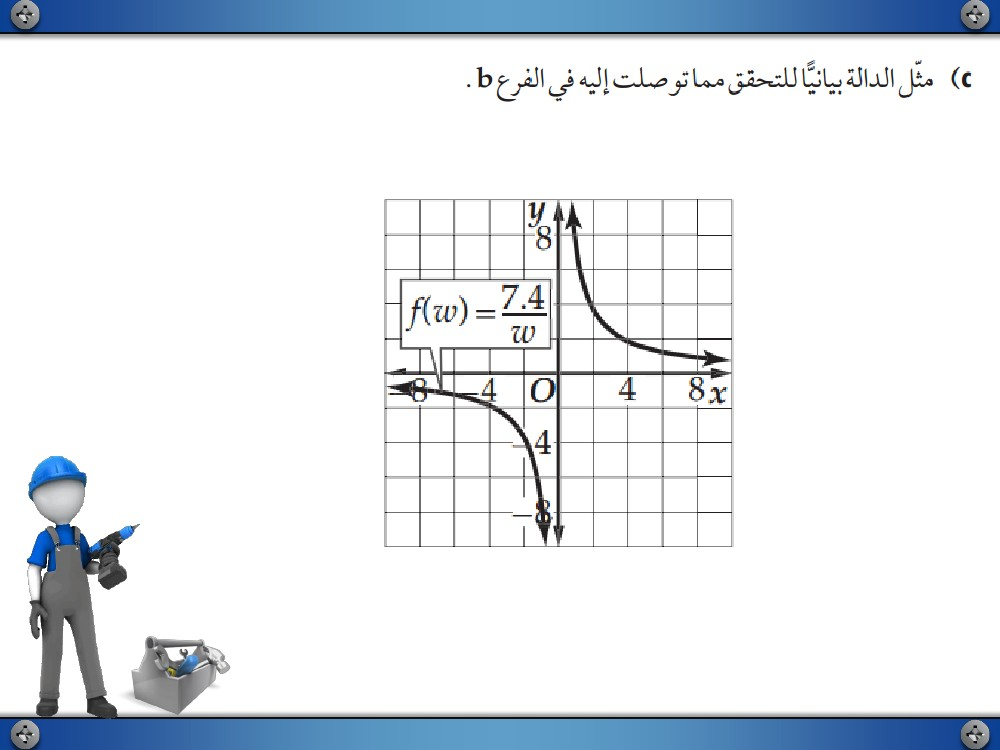 c) مثّل الدالة بيانيًّا للتحقق مما توصلت إليه في الفرع b .
y
8
f(w) = 7.4/w
−8 −4 O 4 8 x
−4
−8